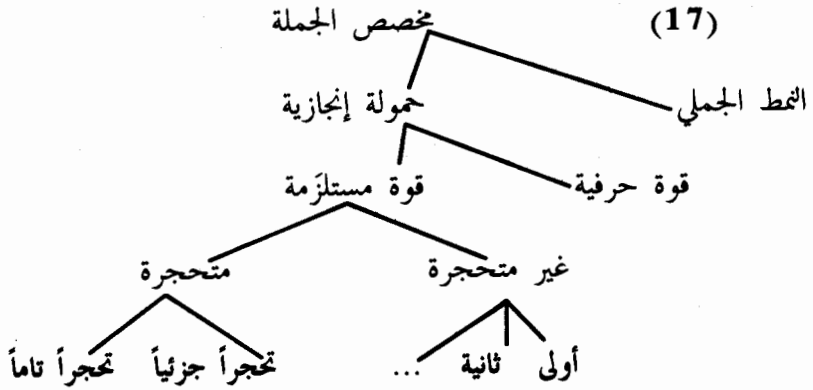 (17) مخصص الجملة
النمط الجملي حمولة إنجازية
قوة حرفية قوة مستلزَمة
غير متحجرة متحجرة
أولى ثانية ... تحجراً جزئياً تحجراً تاماً